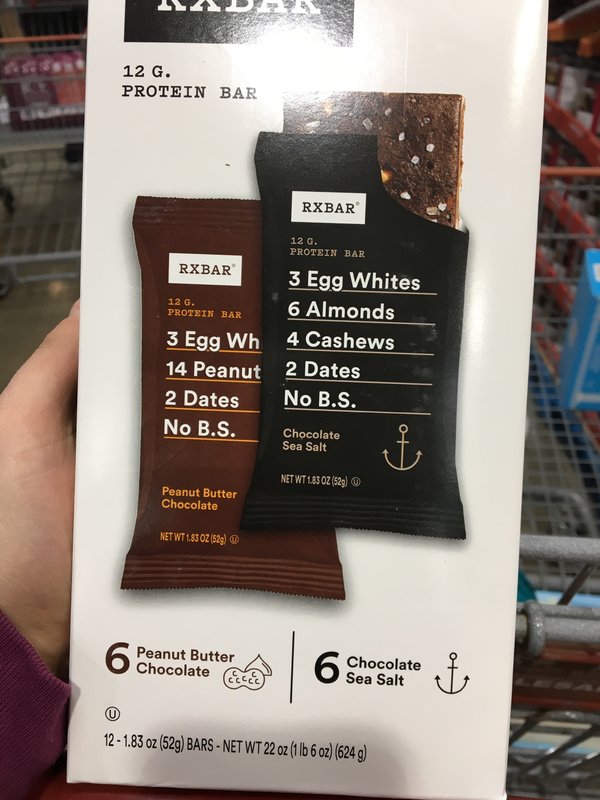 RXBAR
12 G.
PROTEIN BAR
RXBAR®
12 G.
PROTEIN BAR
3 Egg Wh
14 Peanut
2 Dates
No B.S.
Peanut Butter
Chocolate
NET WT 1.83 OZ (52g) U
RXBAR®
12 G.
PROTEIN BAR
3 Egg Whites
6 Almonds
4 Cashews
2 Dates
No B.S.
Chocolate
Sea Salt
NET WT 1.83 OZ (52g) U
6 Peanut Butter
Chocolate
6 Chocolate
Sea Salt
U
12 - 1.83 oz (52g) BARS - NET WT 22 oz (1 lb 6 oz) (624 g)